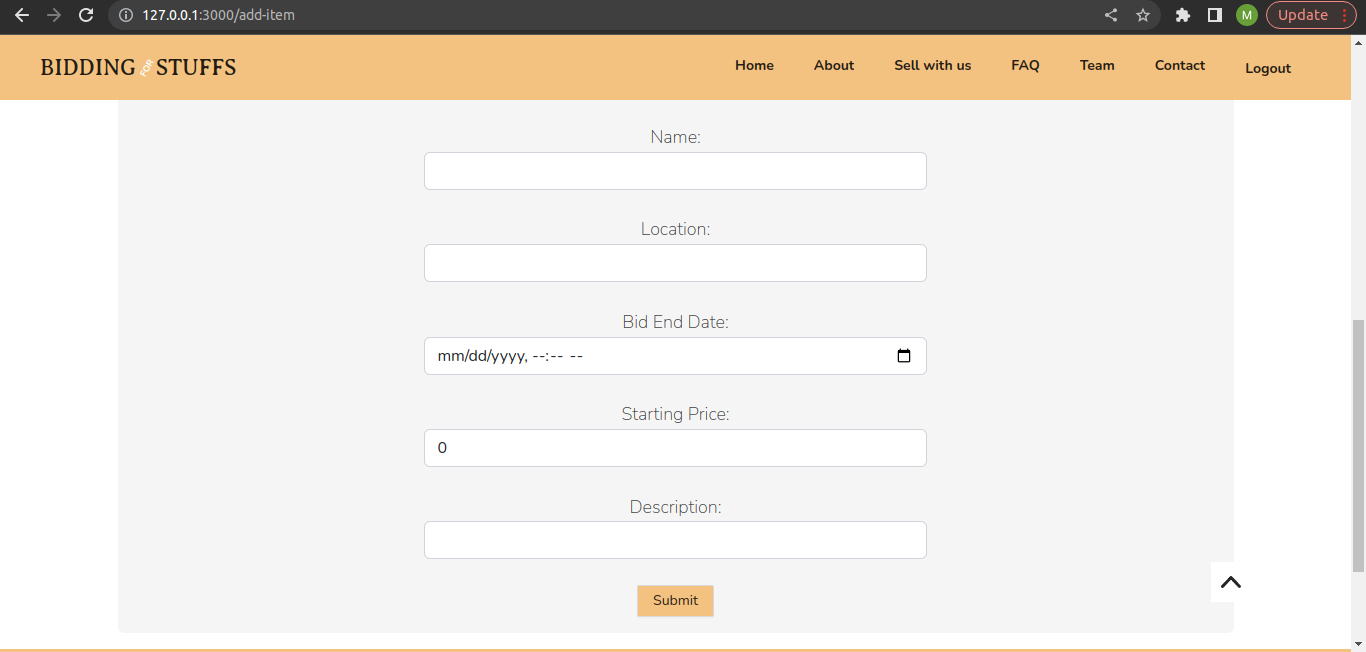 127.0.0.1:3000/add-item
M
Update
BIDDING FOR STUFFS
Home About Sell with us FAQ Team Contact Logout
Name:
Location:
Bid End Date:
mm/dd/yyyy, --:-- --
Starting Price:
0
Description:
Submit